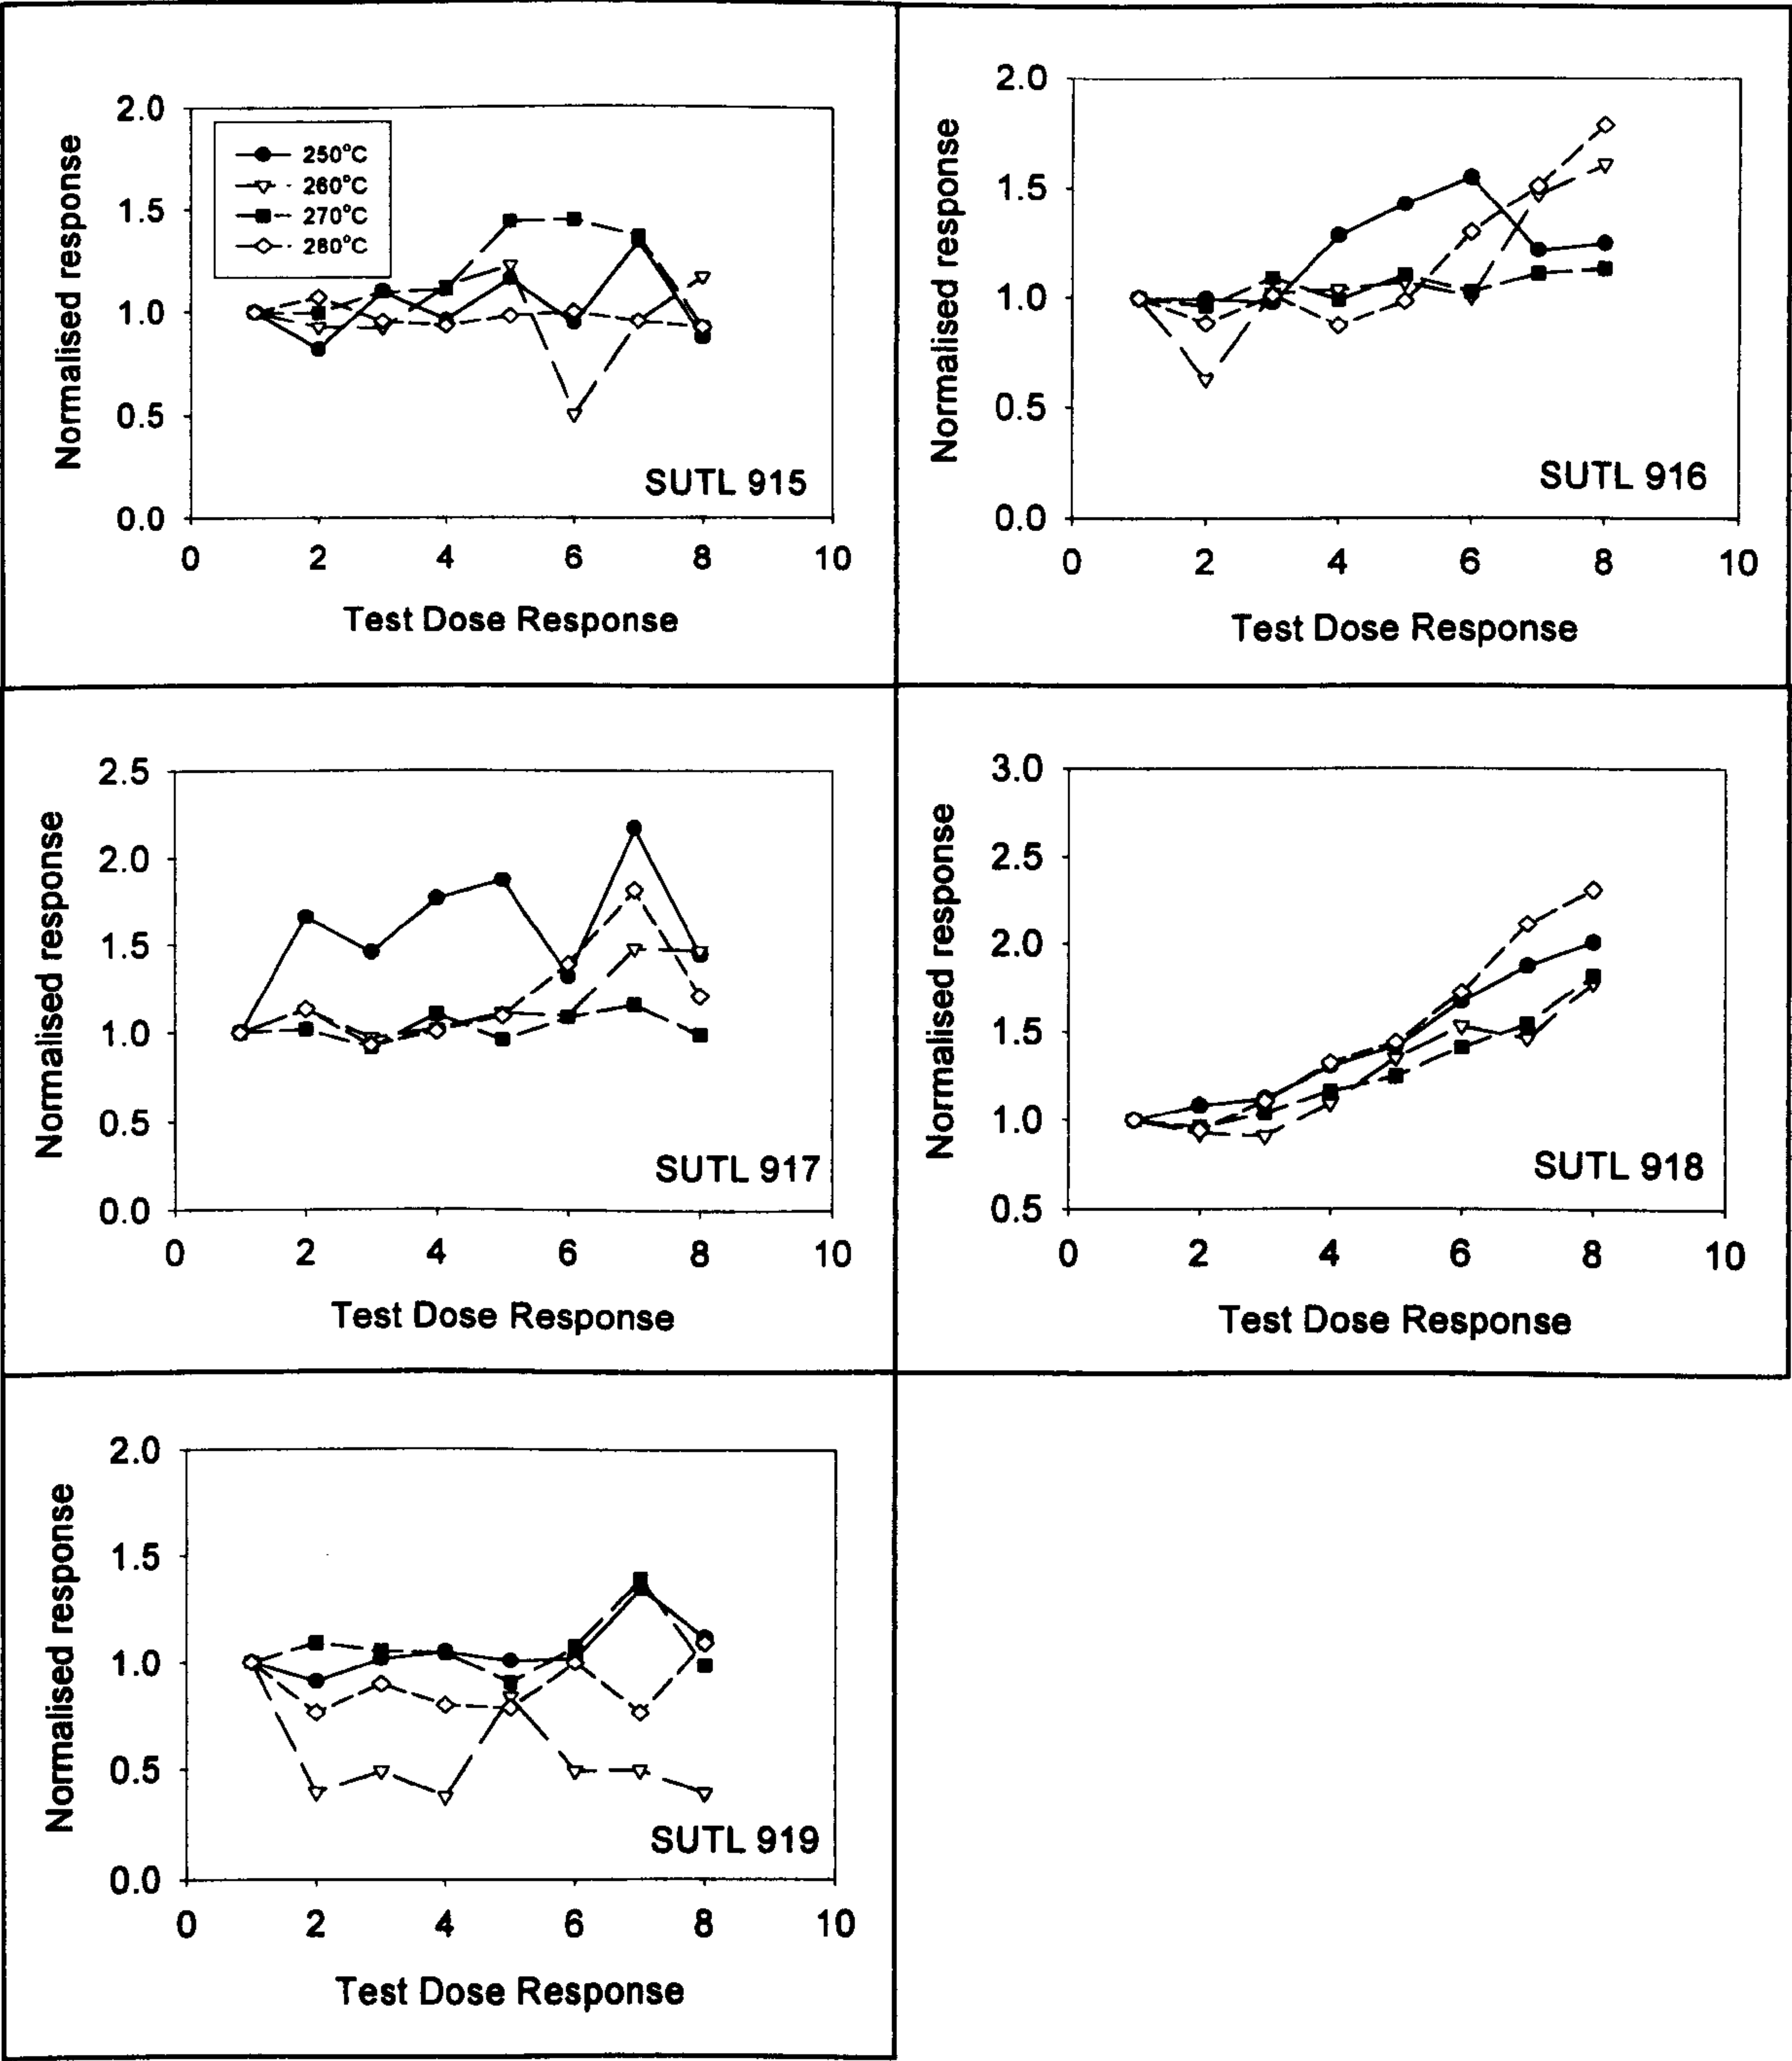 Normalised response
2.0
1.5
1.0
0.5
0.0
250°C
260°C
270°C
280°C
SUTL 915
0 2 4 6 8 10
Test Dose Response
Normalised response
2.0
1.5
1.0
0.5
0.0
SUTL 916
0 2 4 6 8 10
Test Dose Response
Normalised response
2.5
2.0
1.5
1.0
0.5
0.0
SUTL 917
0 2 4 6 8 10
Test Dose Response
Normalised response
3.0
2.5
2.0
1.5
1.0
0.5
SUTL 918
0 2 4 6 8 10
Test Dose Response
Normalised response
2.0
1.5
1.0
0.5
0.0
SUTL 919
0 2 4 6 8 10
Test Dose Response